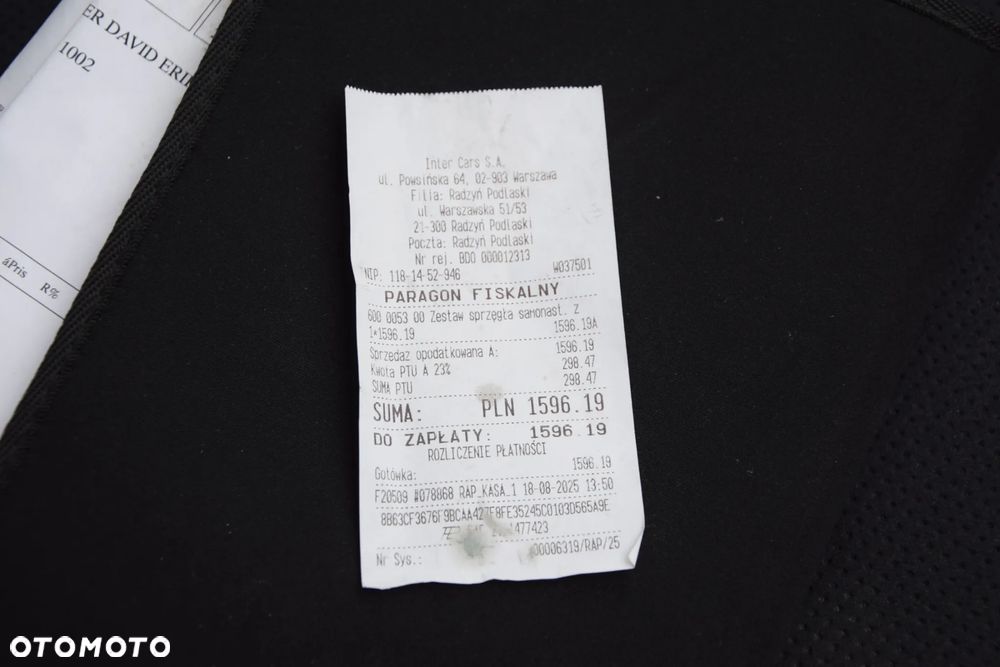 ER DAVID ERI
1002
áPris
R%
Inter Cars S.A.
ul. Powsińska 64, 02-903 Warszawa
Filia: Radzyń Podlaski
ul. Warszawska 51/53
21-300 Radzyń Podlaski
Poczta: Radzyń Podlaski
Nr rej. BDO 000012313
NIP: 118-14-52-946 W037501
PARAGON FISKALNY
600 0053 00 Zestaw sprzęgła samonast. Z
1*1596.19 1596.19A
Sprzedaż opodatkowana A: 1596.19
Kwota PTU A 23% 298.47
SUMA PTU 298.47
SUMA: PLN 1596.19
DO ZAPŁATY: 1596.19
ROZLICZENIE PŁATNOŚCI
Gotówka: 1596.19
F20509 #078868 RAP_KASA_1 18-08-2025 13:50
8B63CF3676F9BCAA427F8FE35245C0103D565A9E
1477423
Nr Sys.: 00006319/RAP/25
OTOMOTO